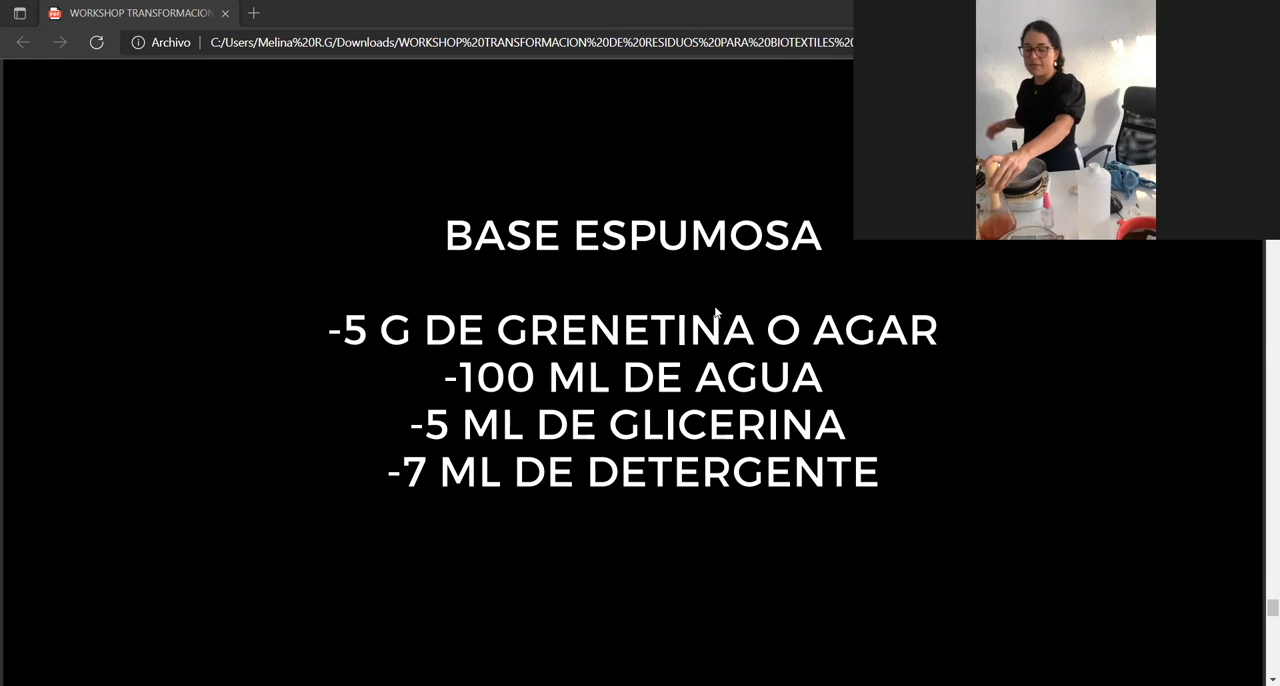 WORKSHOP TRANSFORMACION
Archivo
C:/Users/Melina%20R.G/Downloads/WORKSHOP%20TRANSFORMACION%20DE%20RESIDUOS%20PARA%20BIOTEXTILES%20
BASE ESPUMOSA
-5 G DE GRENETINA O AGAR
-100 ML DE AGUA
-5 ML DE GLICERINA
-7 ML DE DETERGENTE